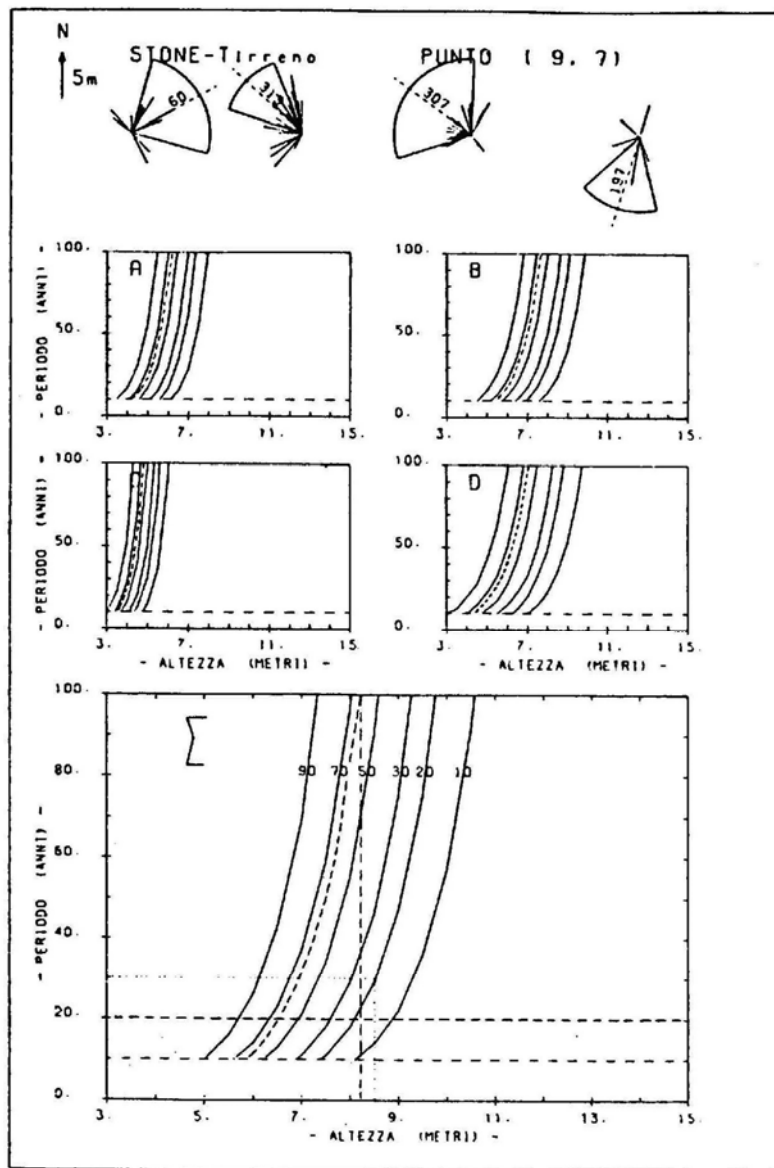 N
STONE-Tirreno PUNTO ( 9, 7)
5m
60
313
307
197
- PERIODO (ANNI) -
100.
50.
0.
A
3. 7. 11. 15.
100.
50.
0.
B
3. 7. 11. 15.
- PERIODO (ANNI) -
100.
50.
0.
3. 7. 11. 15.
- ALTEZZA (METRI) -
100.
50.
0.
D
3. 7. 11. 15.
- ALTEZZA (METRI) -
- PERIODO (ANNI) -
100.
80.
60.
40.
20.
0.
Σ
90 70 50 30 20 10
3. 5. 7. 9. 11. 13. 15.
- ALTEZZA (METRI) -